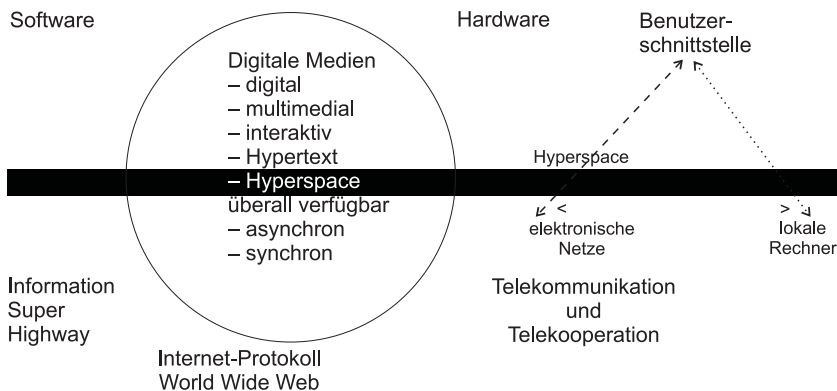 Software
Hardware
Benutzer-
schnittstelle
Digitale Medien
– digital
– multimedial
– interaktiv
– Hypertext
– Hyperspace
überall verfügbar
– asynchron
– synchron
Hyperspace
<
>
elektronische
Netze
lokale
Rechner
Information
Super
Highway
Telekommunikation
und
Telekooperation
Internet-Protokoll
World Wide Web